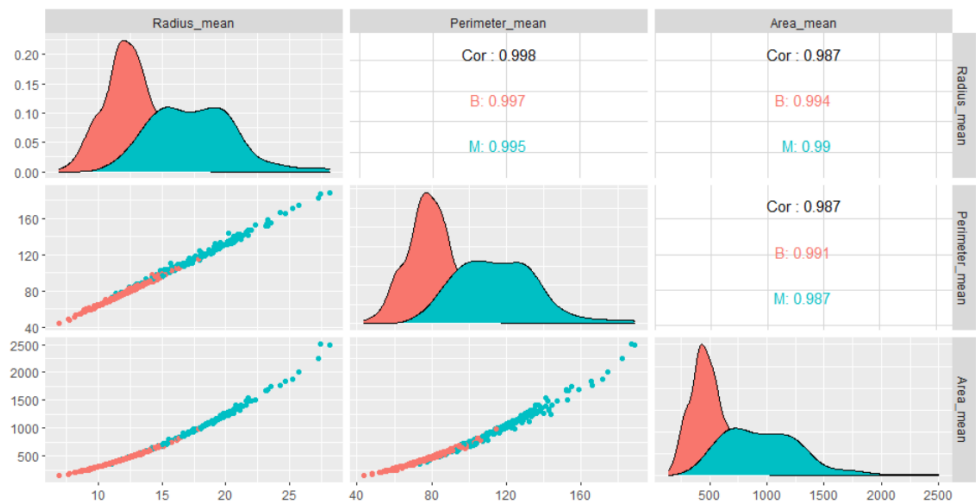 Radius_mean Perimeter_mean Area_mean
0.20
0.15
0.10
0.05
0.00
Cor : 0.998
B: 0.997
M: 0.995
Cor : 0.987
B: 0.994
M: 0.99
Radius_mean
160
120
80
40
Cor : 0.987
B: 0.991
M: 0.987
Perimeter_mean
2500
2000
1500
1000
500
Area_mean
10 15 20 25 40 80 120 160 500 1000 1500 2000 2500